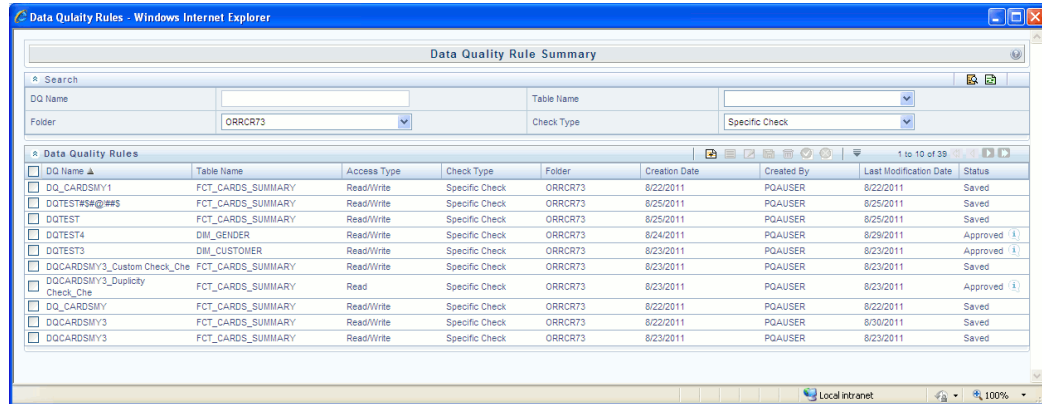 Data Qulaity Rules - Windows Internet Explorer
Data Quality Rule Summary
Search
DQ Name Table Name
Folder ORRCR73 Check Type Specific Check
Data Quality Rules 1 to 10 of 39
DQ Name Table Name Access Type Check Type Folder Creation Date Created By Last Modification Date Status
DQ_CARDSMY1 FCT_CARDS_SUMMARY Read/Write Specific Check ORRCR73 8/22/2011 PQAUSER 8/22/2011 Saved
DQTEST#$#@!##$ FCT_CARDS_SUMMARY Read/Write Specific Check ORRCR73 8/25/2011 PQAUSER 8/25/2011 Saved
DQTEST FCT_CARDS_SUMMARY Read/Write Specific Check ORRCR73 8/25/2011 PQAUSER 8/25/2011 Saved
DQTEST4 DIM_GENDER Read/Write Specific Check ORRCR73 8/24/2011 PQAUSER 8/29/2011 Approved
DQTEST3 DIM_CUSTOMER Read/Write Specific Check ORRCR73 8/23/2011 PQAUSER 8/23/2011 Approved
DQCARDSMY3_Custom Check_Che FCT_CARDS_SUMMARY Read/Write Specific Check ORRCR73 8/23/2011 PQAUSER 8/23/2011 Saved
DQCARDSMY3_Duplicity
Check_Che FCT_CARDS_SUMMARY Read Specific Check ORRCR73 8/23/2011 PQAUSER 8/23/2011 Approved
DQ_CARDSMY FCT_CARDS_SUMMARY Read/Write Specific Check ORRCR73 8/22/2011 PQAUSER 8/22/2011 Saved
DQCARDSMY3 FCT_CARDS_SUMMARY Read/Write Specific Check ORRCR73 8/22/2011 PQAUSER 8/30/2011 Saved
DQCARDSMY3 FCT_CARDS_SUMMARY Read/Write Specific Check ORRCR73 8/23/2011 PQAUSER 8/23/2011 Saved
Local intranet 100%